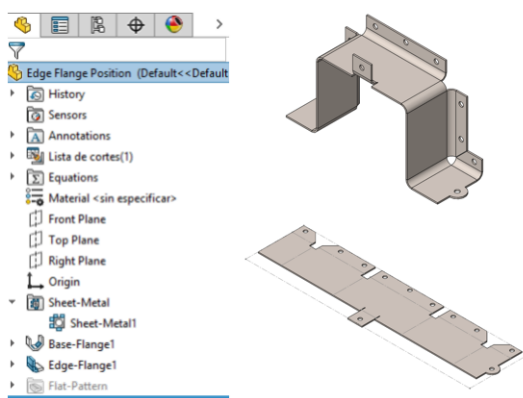 Edge Flange Position (Default<<Default
History
Sensors
Annotations
Lista de cortes(1)
Equations
Material <sin especificar>
Front Plane
Top Plane
Right Plane
Origin
Sheet-Metal
Sheet-Metal1
Base-Flange1
Edge-Flange1
Flat-Pattern